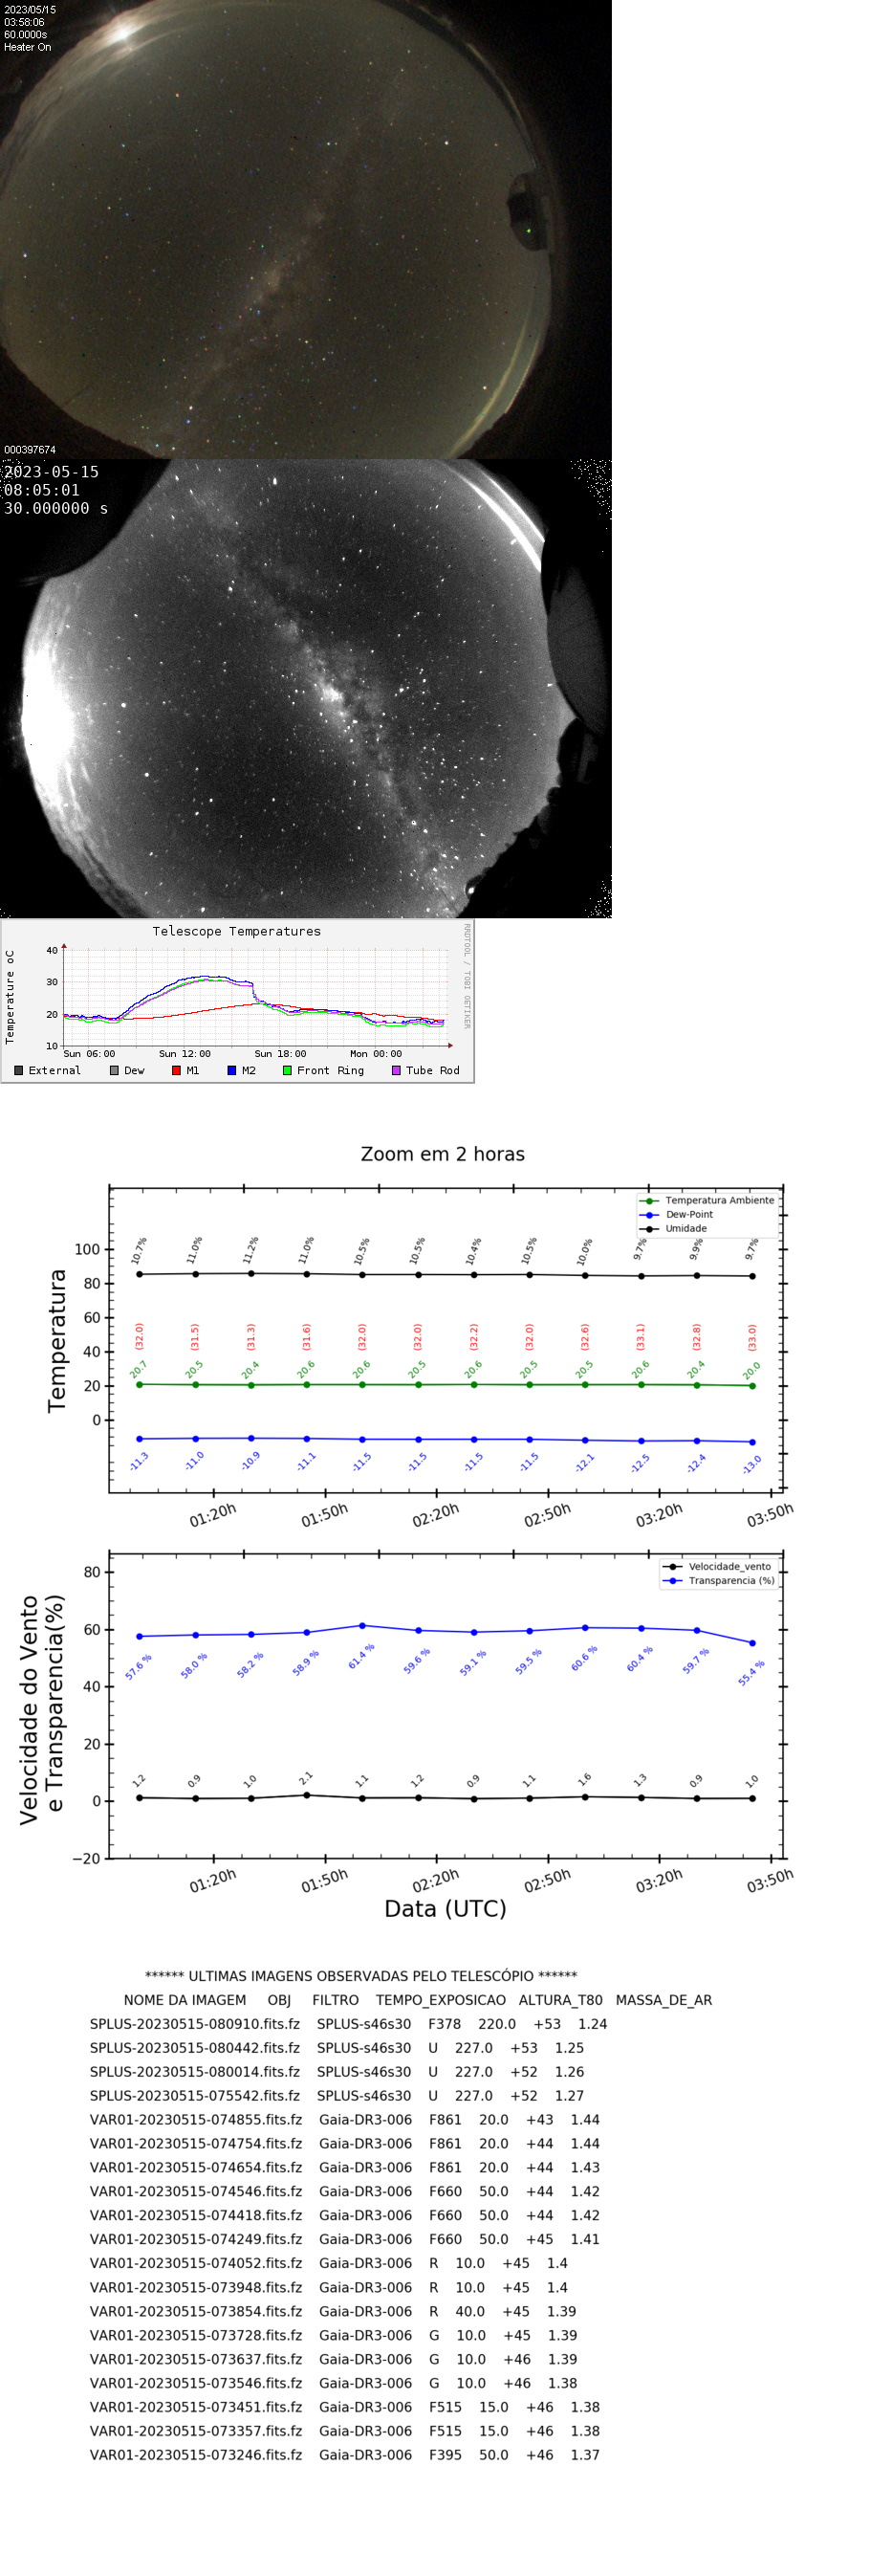 2023/05/15
03:58:06
60.0000s
Heater On
000397674
2023-05-15
08:05:01
30.000000 s
Telescope Temperatures
RRDTOOL / TOBI OETIKER
Temperature oC
40
30
20
10
Sun 06:00 Sun 12:00 Sun 18:00 Mon 00:00
External Dew M1 M2 Front Ring Tube Rod
Zoom em 2 horas
Temperatura Ambiente
Dew-Point
Umidade
Temperatura
100
80
60
40
20
0
10.7% 11.0% 11.2% 11.0% 10.5% 10.5% 10.4% 10.5% 10.0% 9.7% 9.9% 9.7%
(32.0) (31.5) (31.3) (31.6) (32.0) (32.0) (32.2) (32.0) (32.6) (33.1) (32.8) (33.0)
20.7 20.5 20.4 20.6 20.6 20.5 20.6 20.5 20.5 20.6 20.4 20.0
-11.3 -11.0 -10.9 -11.1 -11.5 -11.5 -11.5 -11.5 -12.1 -12.5 -12.4 -13.0
01:20h 01:50h 02:20h 02:50h 03:20h 03:50h
Velocidade_vento
Transparencia (%)
Velocidade do Vento
e Transparencia(%)
80
60
40
20
0
−20
57.6 % 58.0 % 58.2 % 58.9 % 61.4 % 59.6 % 59.1 % 59.5 % 60.6 % 60.4 % 59.7 % 55.4 %
1.2 0.9 1.0 2.1 1.1 1.2 0.9 1.1 1.6 1.3 0.9 1.0
01:20h 01:50h 02:20h 02:50h 03:20h 03:50h
Data (UTC)
****** ULTIMAS IMAGENS OBSERVADAS PELO TELESCÓPIO ******
NOME DA IMAGEM OBJ FILTRO TEMPO_EXPOSICAO ALTURA_T80 MASSA_DE_AR
SPLUS-20230515-080910.fits.fz SPLUS-s46s30 F378 220.0 +53 1.24
SPLUS-20230515-080442.fits.fz SPLUS-s46s30 U 227.0 +53 1.25
SPLUS-20230515-080014.fits.fz SPLUS-s46s30 U 227.0 +52 1.26
SPLUS-20230515-075542.fits.fz SPLUS-s46s30 U 227.0 +52 1.27
VAR01-20230515-074855.fits.fz Gaia-DR3-006 F861 20.0 +43 1.44
VAR01-20230515-074754.fits.fz Gaia-DR3-006 F861 20.0 +44 1.44
VAR01-20230515-074654.fits.fz Gaia-DR3-006 F861 20.0 +44 1.43
VAR01-20230515-074546.fits.fz Gaia-DR3-006 F660 50.0 +44 1.42
VAR01-20230515-074418.fits.fz Gaia-DR3-006 F660 50.0 +44 1.42
VAR01-20230515-074249.fits.fz Gaia-DR3-006 F660 50.0 +45 1.41
VAR01-20230515-074052.fits.fz Gaia-DR3-006 R 10.0 +45 1.4
VAR01-20230515-073948.fits.fz Gaia-DR3-006 R 10.0 +45 1.4
VAR01-20230515-073854.fits.fz Gaia-DR3-006 R 40.0 +45 1.39
VAR01-20230515-073728.fits.fz Gaia-DR3-006 G 10.0 +45 1.39
VAR01-20230515-073637.fits.fz Gaia-DR3-006 G 10.0 +46 1.39
VAR01-20230515-073546.fits.fz Gaia-DR3-006 G 10.0 +46 1.38
VAR01-20230515-073451.fits.fz Gaia-DR3-006 F515 15.0 +46 1.38
VAR01-20230515-073357.fits.fz Gaia-DR3-006 F515 15.0 +46 1.38
VAR01-20230515-073246.fits.fz Gaia-DR3-006 F395 50.0 +46 1.37